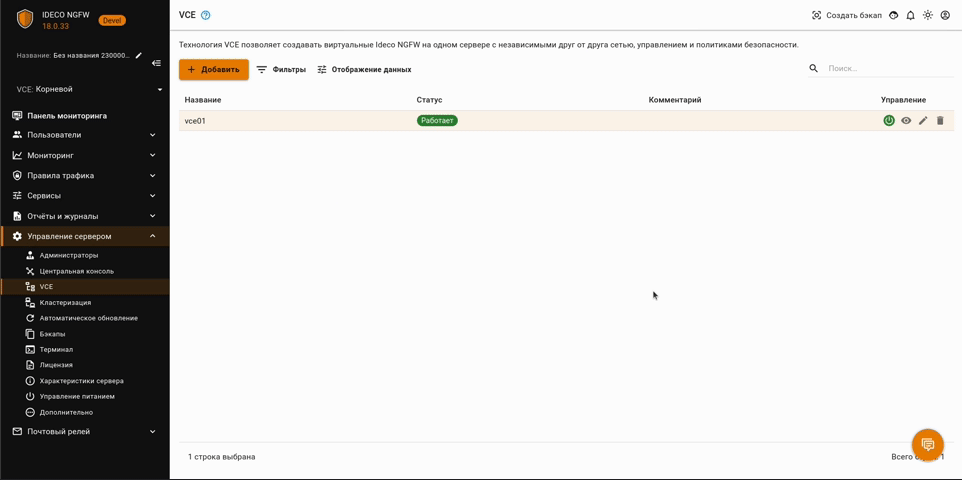 IDECO NGFW
18.0.33
Devel
Название: Без названия 230000...
VCE: Корневой
Панель мониторинга
Пользователи
Мониторинг
Правила трафика
Сервисы
Отчёты и журналы
Управление сервером
Администраторы
Центральная консоль
VCE
Кластеризация
Автоматическое обновление
Бэкапы
Терминал
Лицензия
Характеристики сервера
Управление питанием
Дополнительно
Почтовый релей
VCE
Создать бэкап
Технология VCE позволяет создавать виртуальные Ideco NGFW на одном сервере с независимыми друг от друга сетью, управлением и политиками безопасности.
+ Добавить Фильтры Отображение данных Поиск...
Название Статус Комментарий Управление
vce01 Работает
1 строка выбрана Всего 1